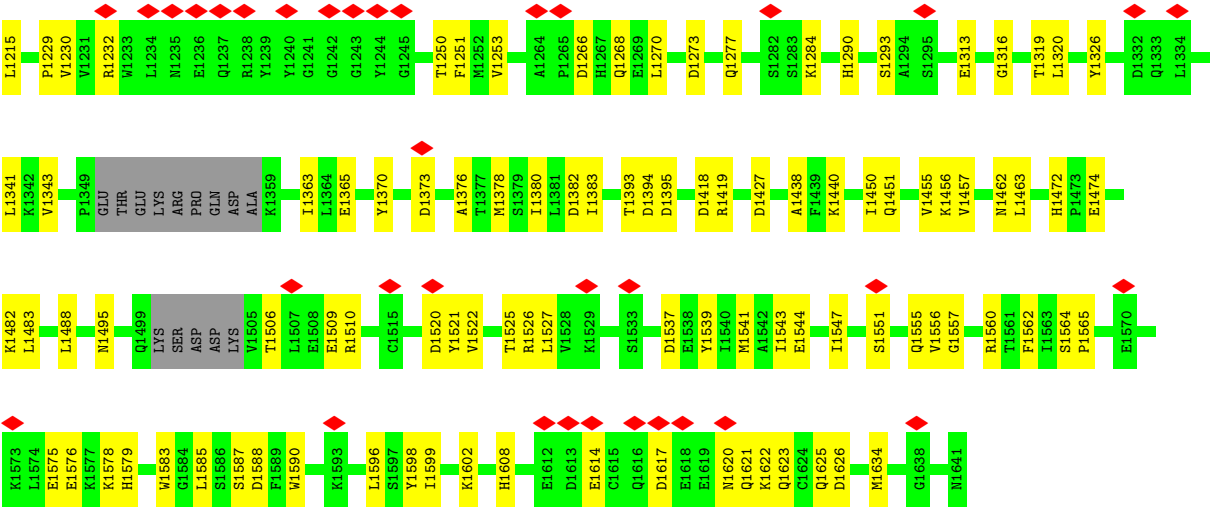 L1215 P1229 V1230 V1231 R1232 W1233 L1234 N1235 E1236 Q1237 R1238 Y1239 Y1240 G1241 G1242 G1243 Y1244 G1245 T1250 F1251 M1252 V1253 A1264 P1265 D1266 H1267 Q1268 E1269 L1270 D1273 Q1277 S1282 S1283 K1284 H1290 S1293 A1294 S1295 E1313 G1316 T1319 L1320 Y1326 D1332 Q1333 L1334
L1341 K1342 V1343 P1349 GLU THR GLU LYS ARG PRO GLN ASP ALA K1359 I1363 L1364 E1365 Y1370 D1373 A1376 T1377 M1378 S1379 I1380 L1381 D1382 I1383 T1393 D1394 D1395 D1418 R1419 D1427 A1438 F1439 K1440 I1450 Q1451 V1455 K1456 V1457 N1462 L1463 H1472 P1473 E1474
K1482 L1483 L1488 N1495 Q1499 LYS SER ASP ASP LYS V1505 T1506 L1507 E1508 E1509 R1510 C1515 D1520 Y1521 V1522 T1525 R1526 L1527 V1528 K1529 S1533 D1537 E1538 Y1539 I1540 M1541 A1542 I1543 E1544 I1547 S1551 Q1555 V1556 G1557 R1560 T1561 F1562 I1563 S1564 P1565 E1570
K1573 L1574 E1575 E1576 K1577 K1578 H1579 W1583 G1584 L1585 S1586 S1587 D1588 F1589 W1590 K1593 L1596 S1597 Y1598 I1599 K1602 H1608 E1612 D1613 E1614 C1615 Q1616 D1617 E1618 E1619 N1620 Q1621 K1622 Q1623 C1624 Q1625 D1626 M1634 G1638 N1641